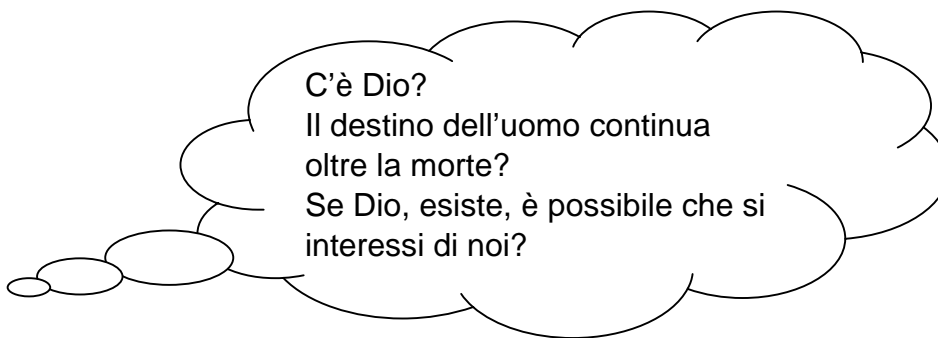 C’è Dio?
Il destino dell’uomo continua
oltre la morte?
Se Dio, esiste, è possibile che si
interessi di noi?